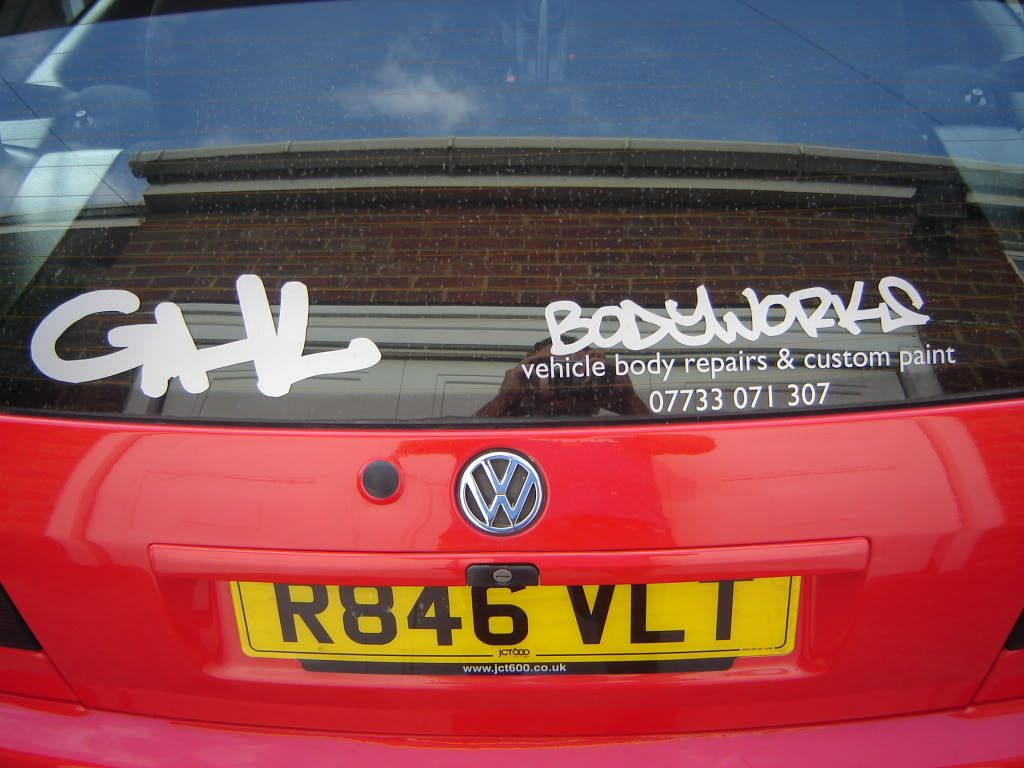 GHL
BODYWORKS
vehicle body repairs & custom paint
07733 071 307
R846 VLT
JCT600
www.jct600.co.uk